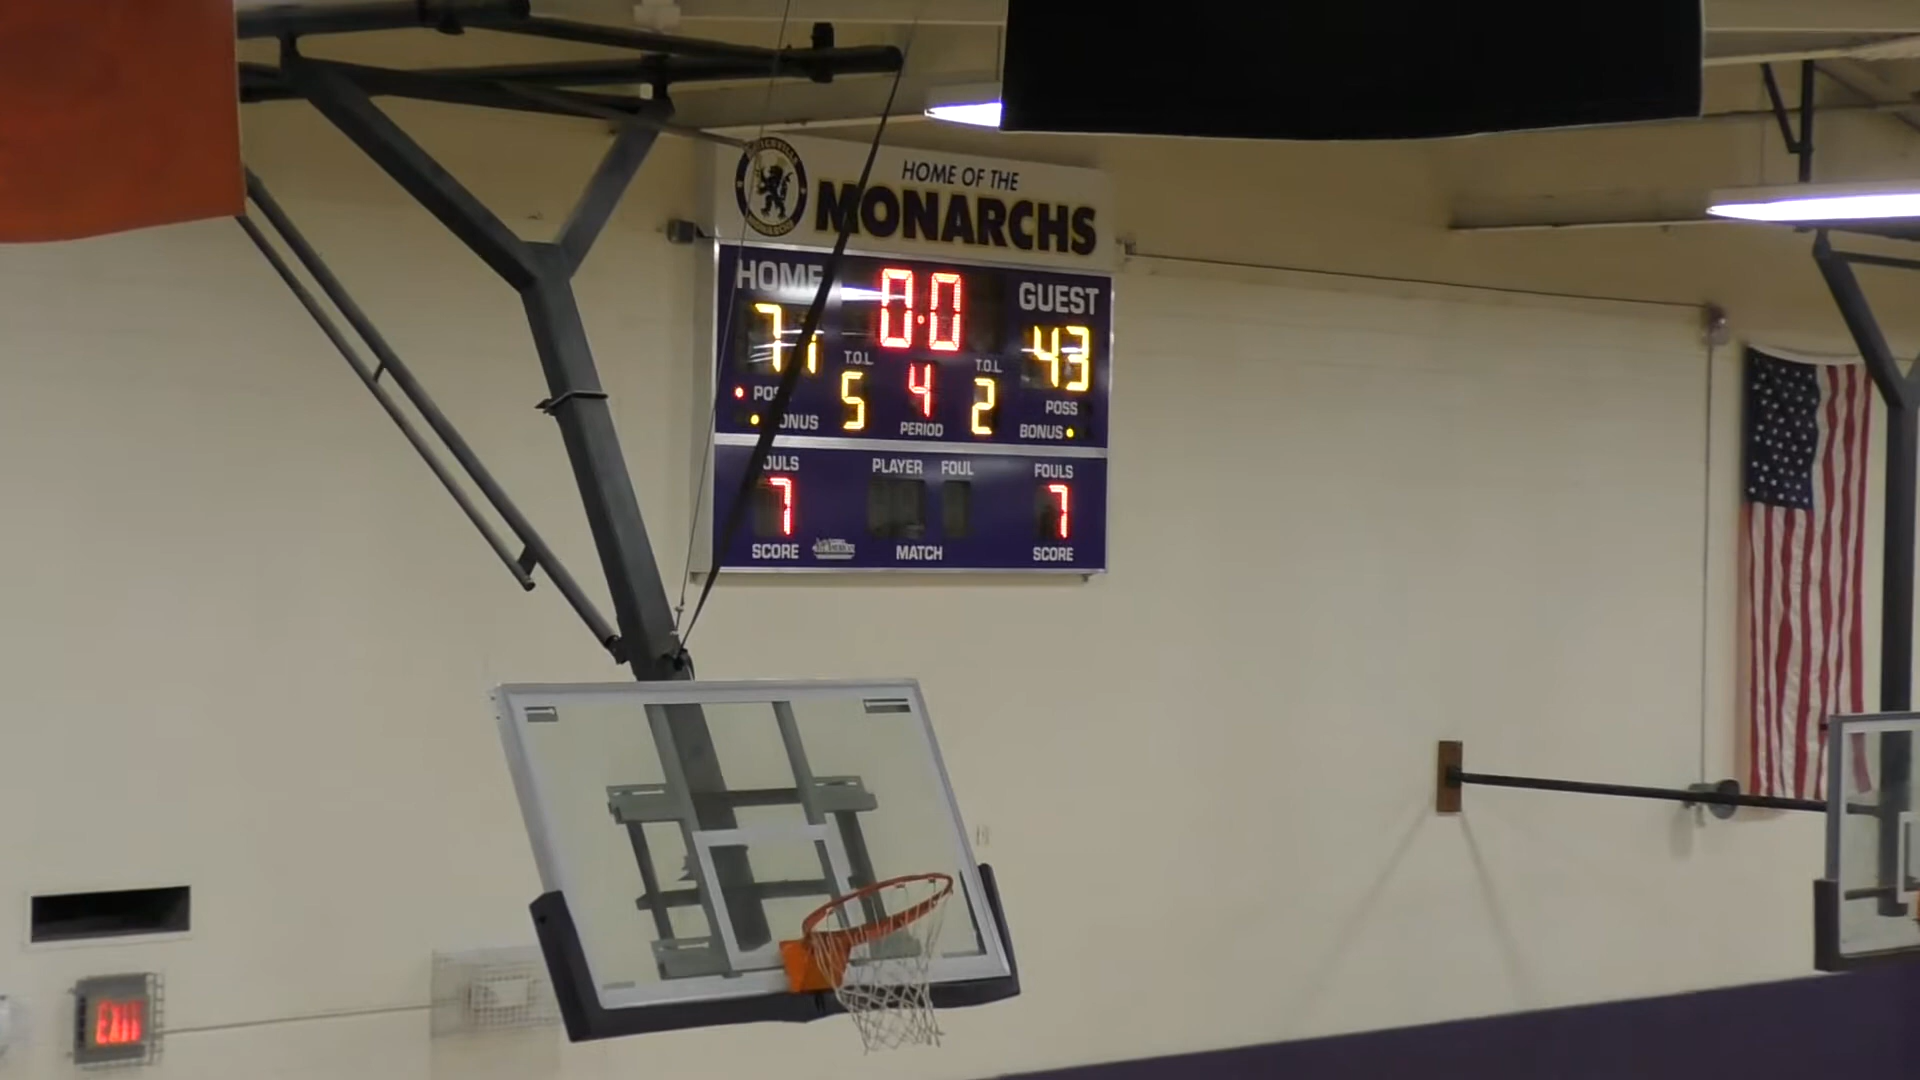 HOME OF THE
MONARCHS
HOME
0.0
GUEST
43
T.O.L
T.O.L
5
4
2
POSS
PERIOD
BONUS
PLAYER FOUL
FOULS
7
7
SCORE
MATCH
SCORE
EXIT